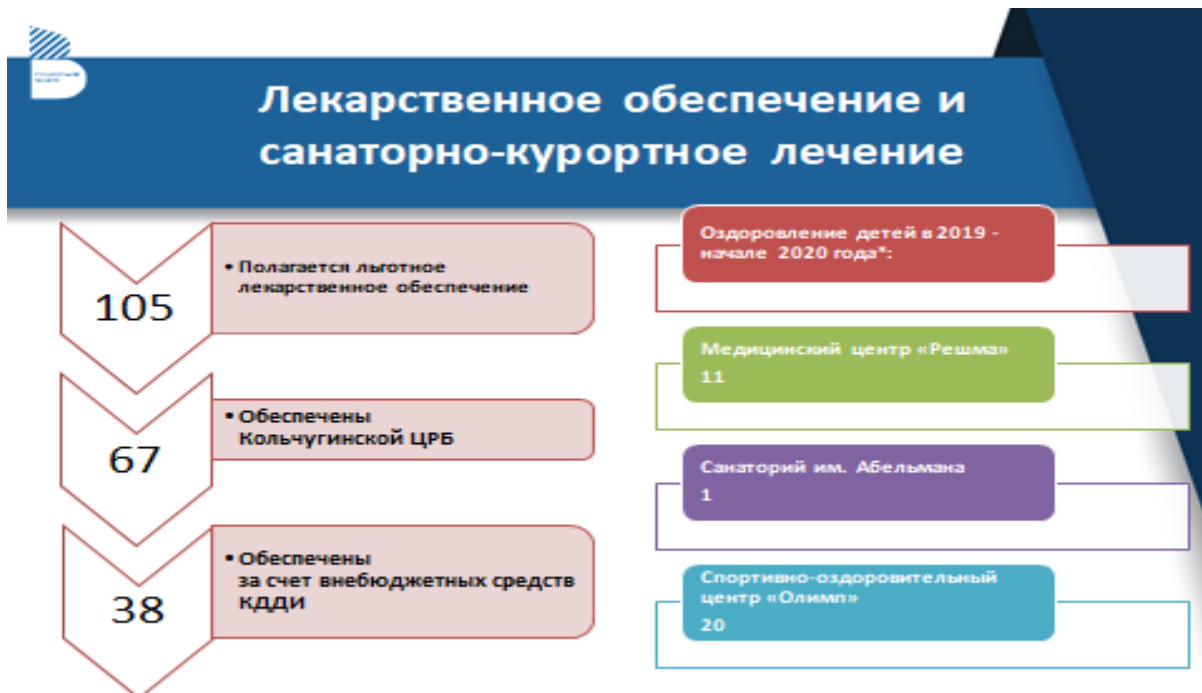 Лекарственное обеспечение и
санаторно-курортное лечение
105
• Полагается льготное
лекарственное обеспечение
67
• Обеспечены
Кольчугинской ЦРБ
38
• Обеспечены
за счет внебюджетных средств
КДДИ
Оздоровление детей в 2019 -
начале 2020 года*:
Медицинский центр «Решма»
11
Санаторий им. Абельмана
1
Спортивно-оздоровительный
центр «Олимп»
20